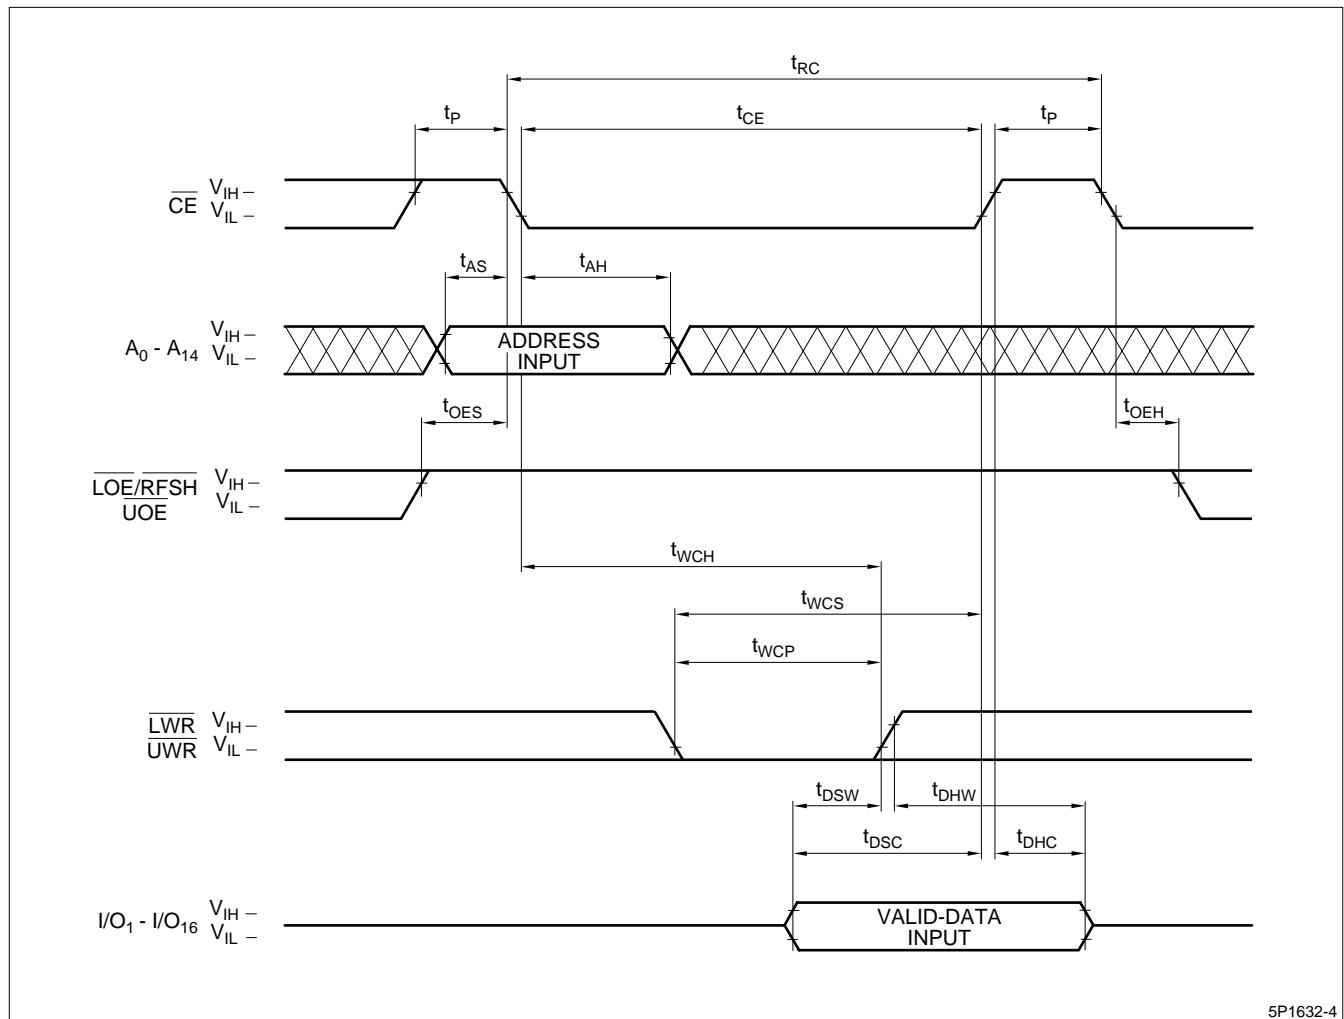 tRC
tP tCE tP
CE VIH –
VIL –
tAS tAH
A0 - A14 VIH –
VIL –
ADDRESS
INPUT
tOES tOEH
LOE/RFSH VIH –
UOE VIL –
tWCH
tWCS
tWCP
LWR VIH –
UWR VIL –
tDSW tDHW
tDSC tDHC
I/O1 - I/O16 VIH –
VIL –
VALID-DATA
INPUT
5P1632-4